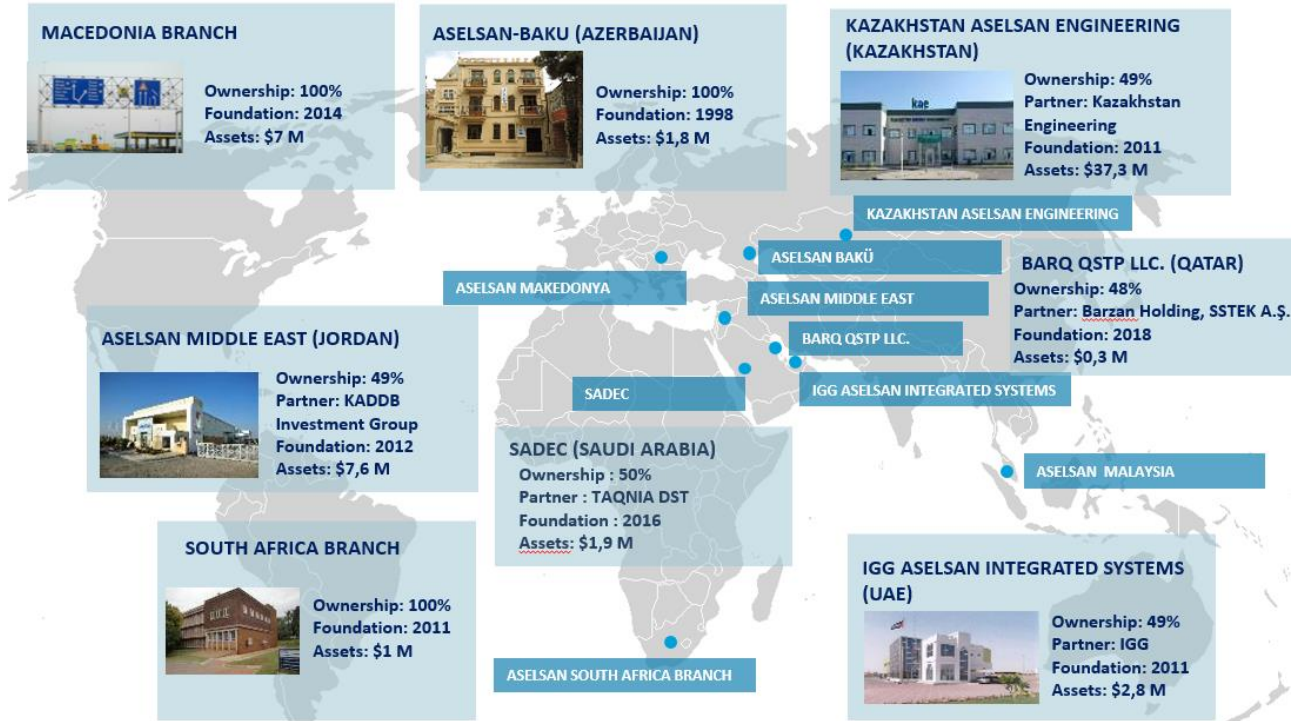 MACEDONIA BRANCH
Ownership: 100%
Foundation: 2014
Assets: $7 M
ASELSAN-BAKU (AZERBAIJAN)
Ownership: 100%
Foundation: 1998
Assets: $1,8 M
KAZAKHSTAN ASELSAN ENGINEERING
(KAZAKHSTAN)
kae
Ownership: 49%
Partner: Kazakhstan
Engineering
Foundation: 2011
Assets: $37,3 M
KAZAKHSTAN ASELSAN ENGINEERING
ASELSAN BAKÜ
ASELSAN MAKEDONYA
ASELSAN MIDDLE EAST
BARQ QSTP LLC.
SADEC
IGG ASELSAN INTEGRATED SYSTEMS
BARQ QSTP LLC. (QATAR)
Ownership: 48%
Partner: Barzan Holding, SSTEK A.Ş.
Foundation: 2018
Assets: $0,3 M
ASELSAN MIDDLE EAST (JORDAN)
Ownership: 49%
Partner: KADDB
Investment Group
Foundation: 2012
Assets: $7,6 M
SADEC (SAUDI ARABIA)
Ownership : 50%
Partner : TAQNIA DST
Foundation : 2016
Assets: $1,9 M
ASELSAN MALAYSIA
SOUTH AFRICA BRANCH
Ownership: 100%
Foundation: 2011
Assets: $1 M
ASELSAN SOUTH AFRICA BRANCH
IGG ASELSAN INTEGRATED SYSTEMS
(UAE)
Ownership: 49%
Partner: IGG
Foundation: 2011
Assets: $2,8 M